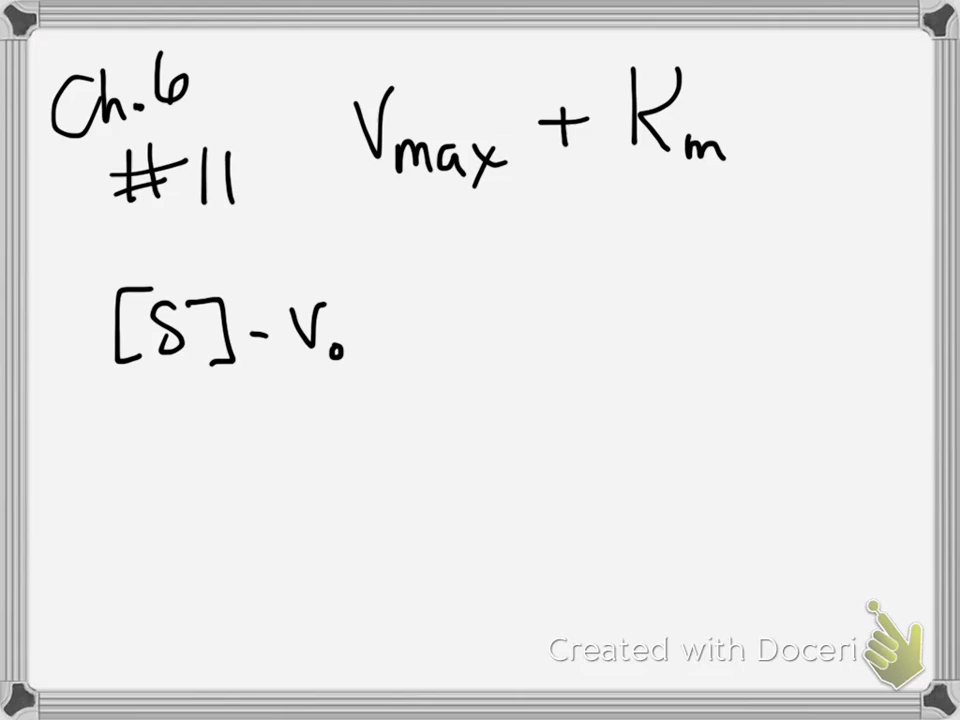 Ch. 6
#11
Vmax + Km
[S] - V₀
Created with Doceri